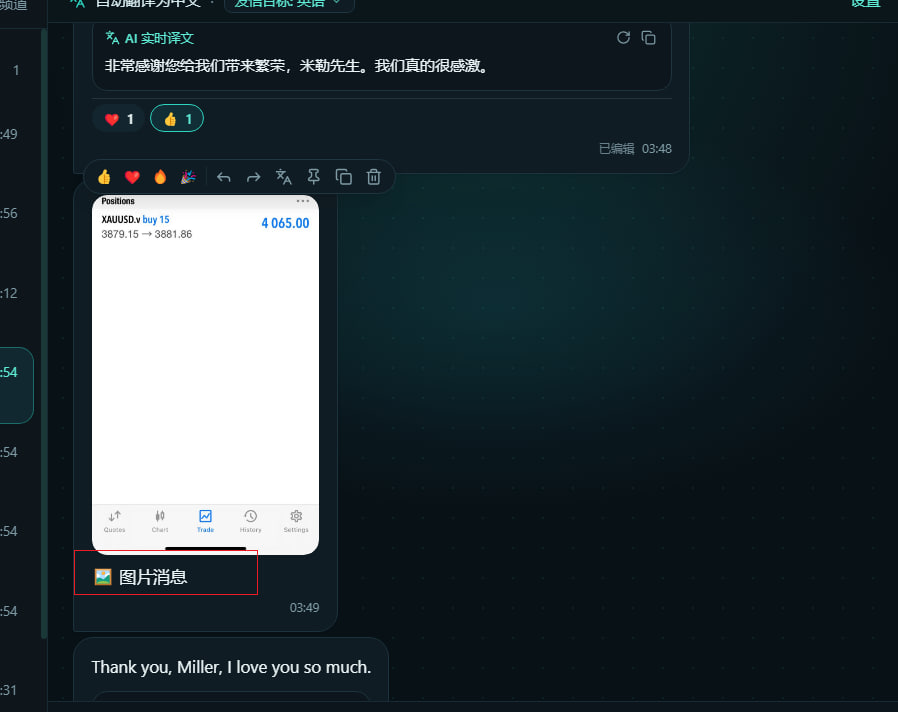 频道
自动翻译为中文 · 发信目标: 英语
设置
1
:49
:56
:12
:54
:54
:54
:54
:31
AI 实时译文
非常感谢您给我们带来繁荣，米勒先生。我们真的很感激。
❤️ 1 👍 1
已编辑 03:48
👍 ❤️ 🔥 🎉
Positions
XAUUSD.v buy 15
4 065.00
3879.15 → 3881.86
Quotes Chart Trade History Settings
🖼️ 图片消息
03:49
Thank you, Miller, I love you so much.